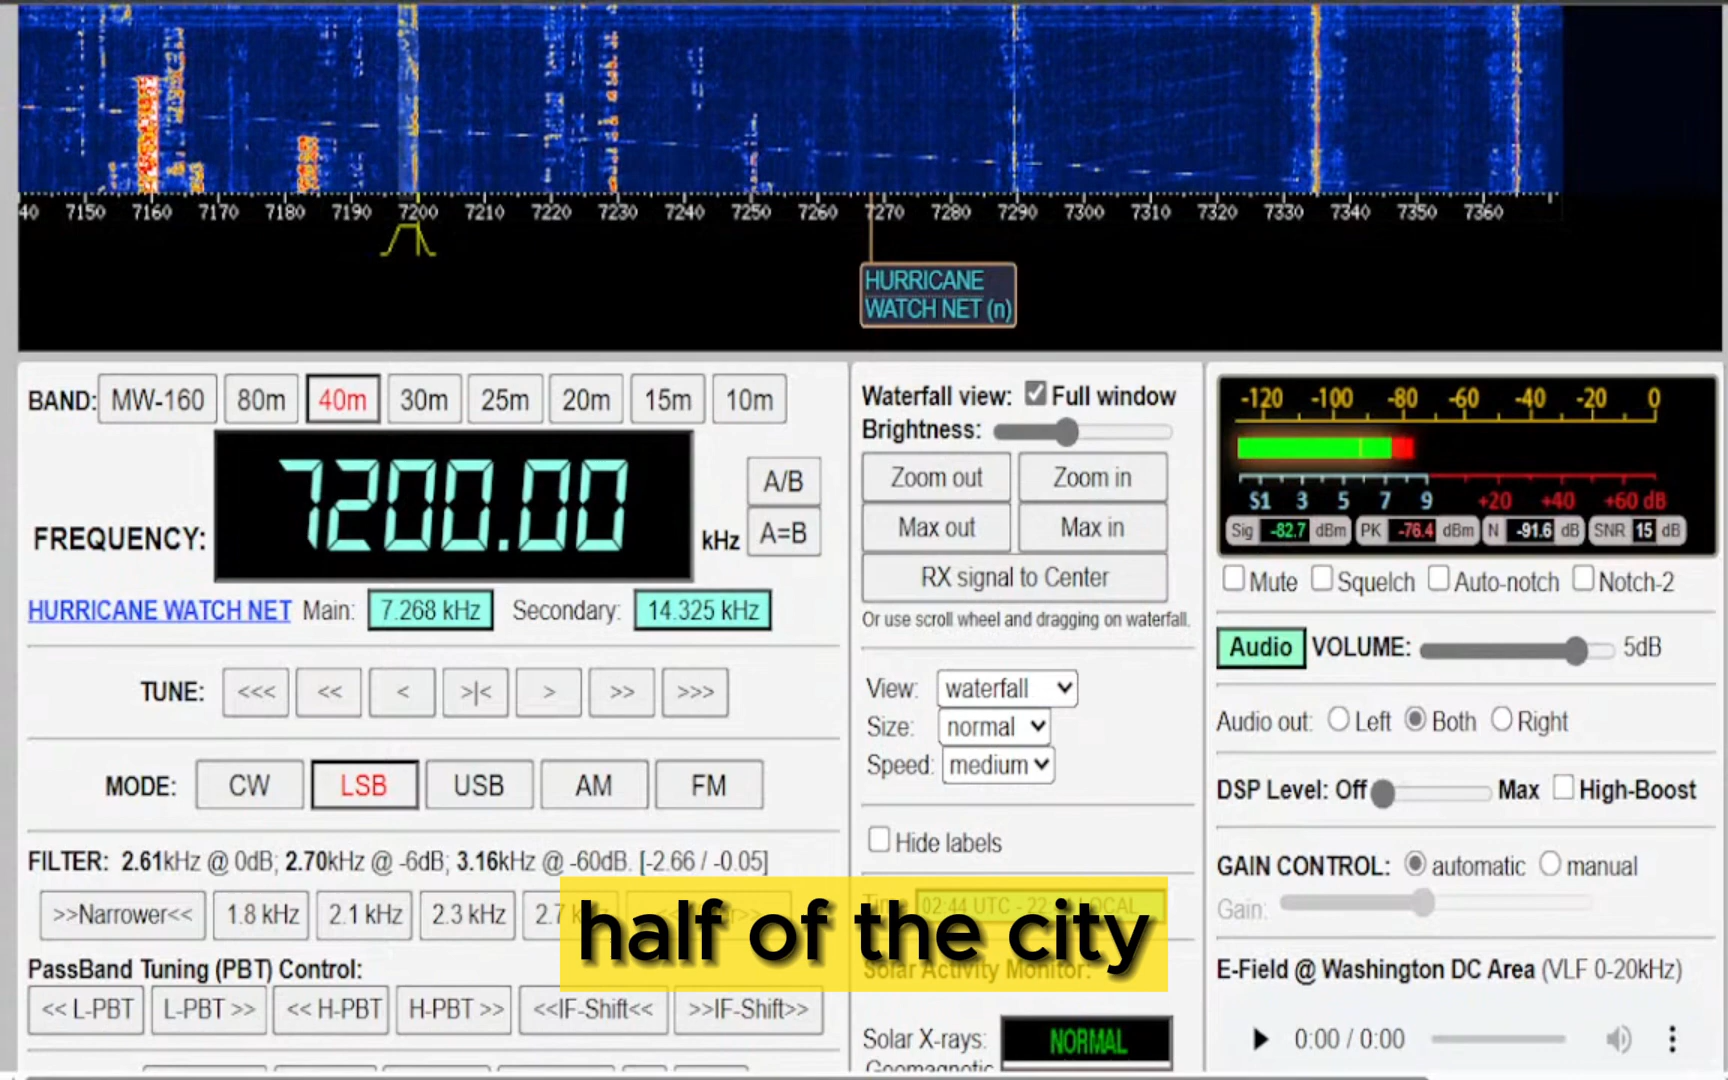 40 7150 7160 7170 7180 7190 7200 7210 7220 7230 7240 7250 7260 7270 7280 7290 7300 7310 7320 7330 7340 7350 7360
HURRICANE
WATCH NET (n)
BAND: MW-160 80m 40m 30m 25m 20m 15m 10m
FREQUENCY: 7200.00 kHz
A/B
A=B
HURRICANE WATCH NET Main: 7.268 kHz Secondary: 14.325 kHz
TUNE: <<< << < >|< > >> >>>
MODE: CW LSB USB AM FM
FILTER: 2.61kHz @ 0dB; 2.70kHz @ -6dB; 3.16kHz @ -60dB. [-2.66 / -0.05]
>>Narrower<< 1.8 kHz 2.1 kHz 2.3 kHz 2.7
PassBand Tuning (PBT) Control:
<< L-PBT L-PBT >> << H-PBT H-PBT >> <<IF-Shift<< >>IF-Shift>>
Waterfall view: Full window
Brightness:
Zoom out Zoom in
Max out Max in
RX signal to Center
Or use scroll wheel and dragging on waterfall.
View: waterfall
Size: normal
Speed: medium
Hide labels
02:44 UTC - 22 LOCAL
half of the city
Solar Activity Monitor:
Solar X-rays: NORMAL
Geomagnetic
-120 -100 -80 -60 -40 -20 0
S1 3 5 7 9 +20 +40 +60 dB
Sig -82.7 dBm PK -76.4 dBm N -91.6 dB SNR 15 dB
Mute Squelch Auto-notch Notch-2
Audio VOLUME: 5dB
Audio out: Left Both Right
DSP Level: Off Max High-Boost
GAIN CONTROL: automatic manual
Gain:
E-Field @ Washington DC Area (VLF 0-20kHz)
0:00 / 0:00